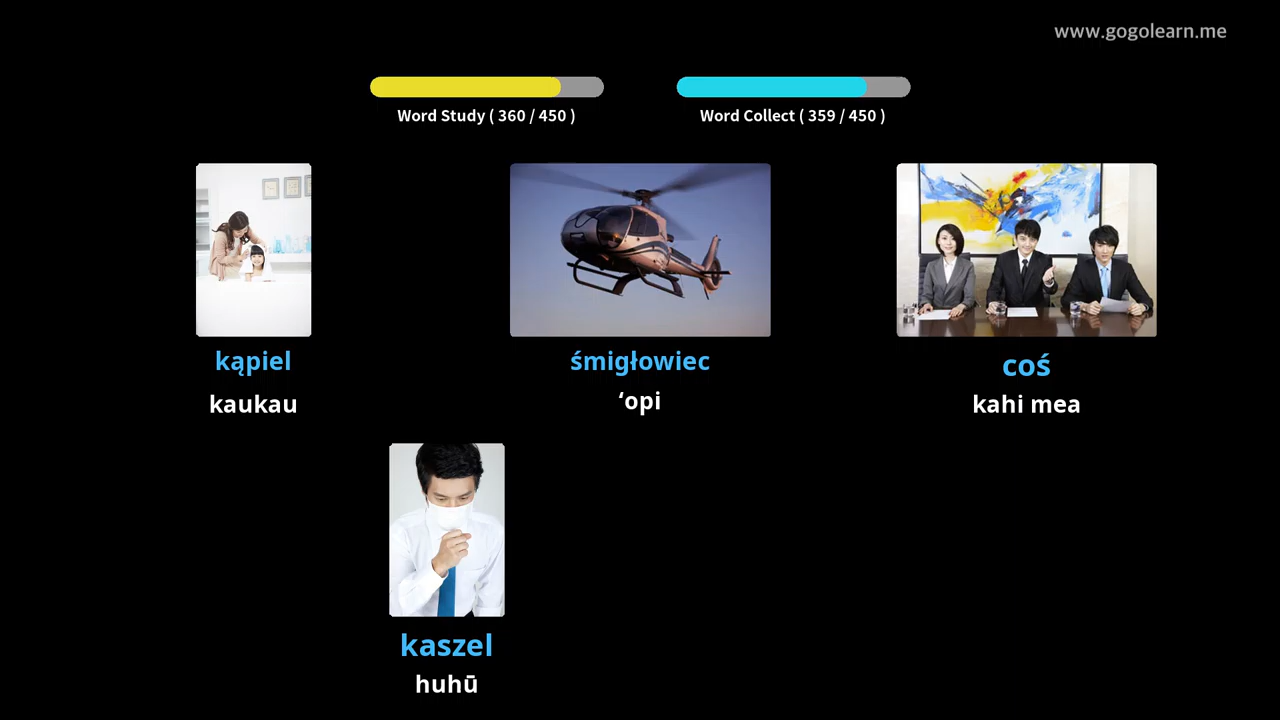 www.gogolearn.me
Word Study ( 360 / 450 )
Word Collect ( 359 / 450 )
kąpiel
kaukau
śmigłowiec
ʻopi
coś
kahi mea
kaszel
huhū